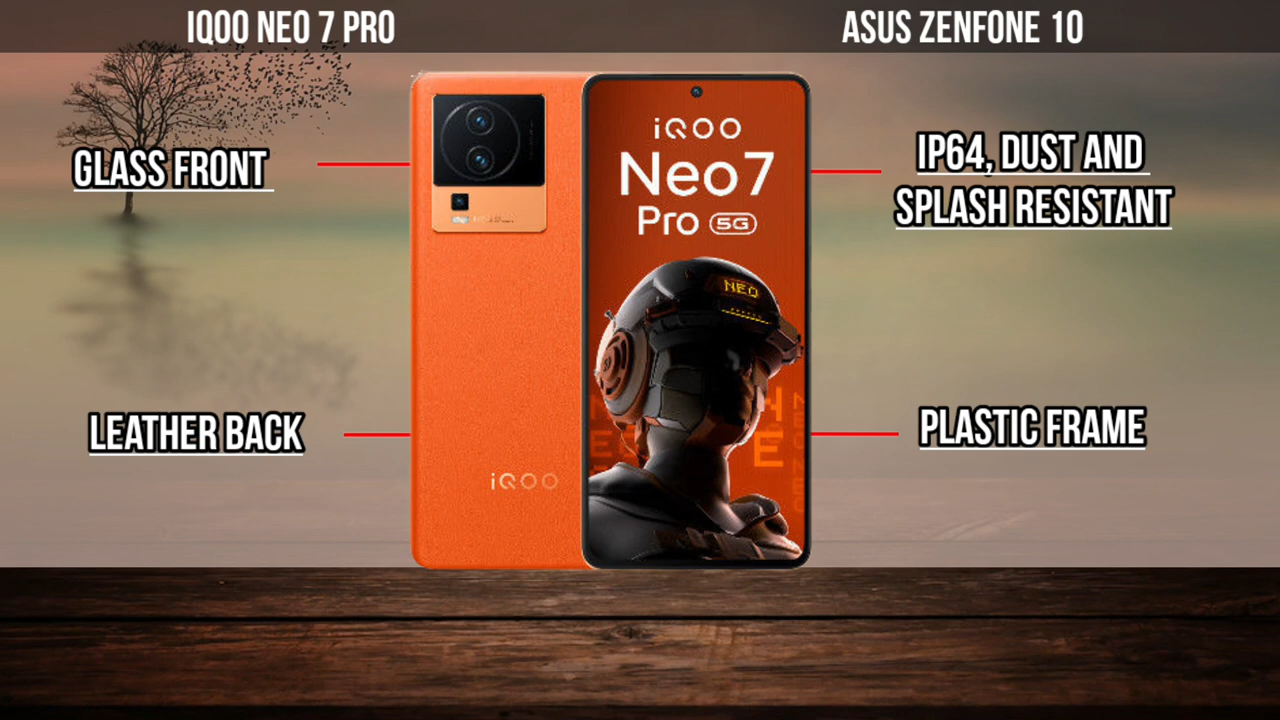 IQOO NEO 7 PRO
ASUS ZENFONE 10
GLASS FRONT
IP64, DUST AND
SPLASH RESISTANT
iQOO
Neo7
Pro 5G
NEO
LEATHER BACK
PLASTIC FRAME
iQOO